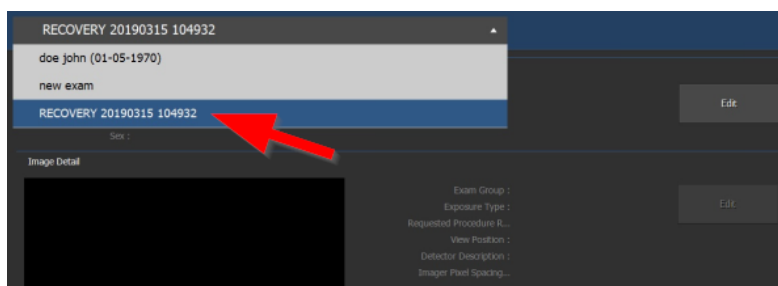 RECOVERY 20190315 104932
doe john (01-05-1970)
new exam
RECOVERY 20190315 104932
Edit
Sex :
Image Detail
Exam Group :
Edit
Exposure Type :
Requested Procedure R...
View Position :
Detector Description :
Imager Pixel Spacing...